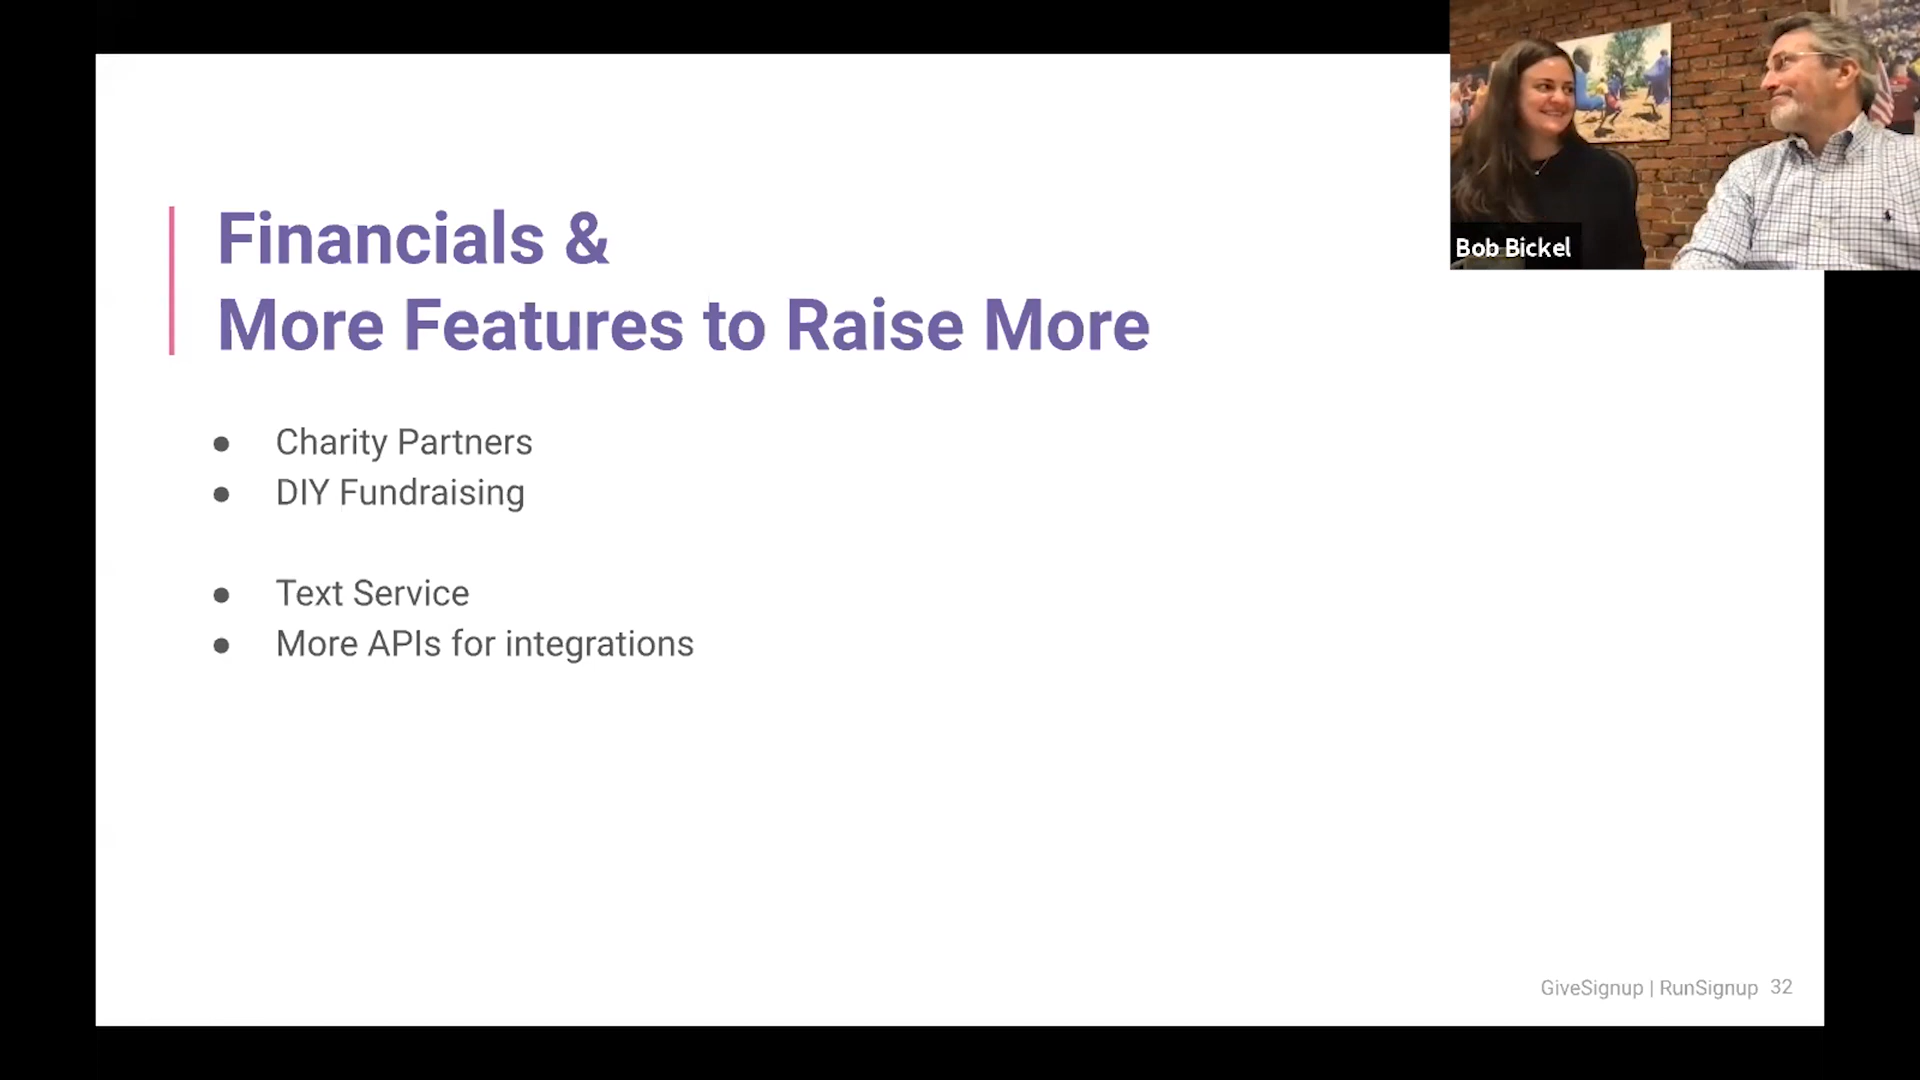 Financials &
More Features to Raise More
● Charity Partners
● DIY Fundraising
● Text Service
● More APIs for integrations
Bob Bickel
GiveSignup | RunSignup 32